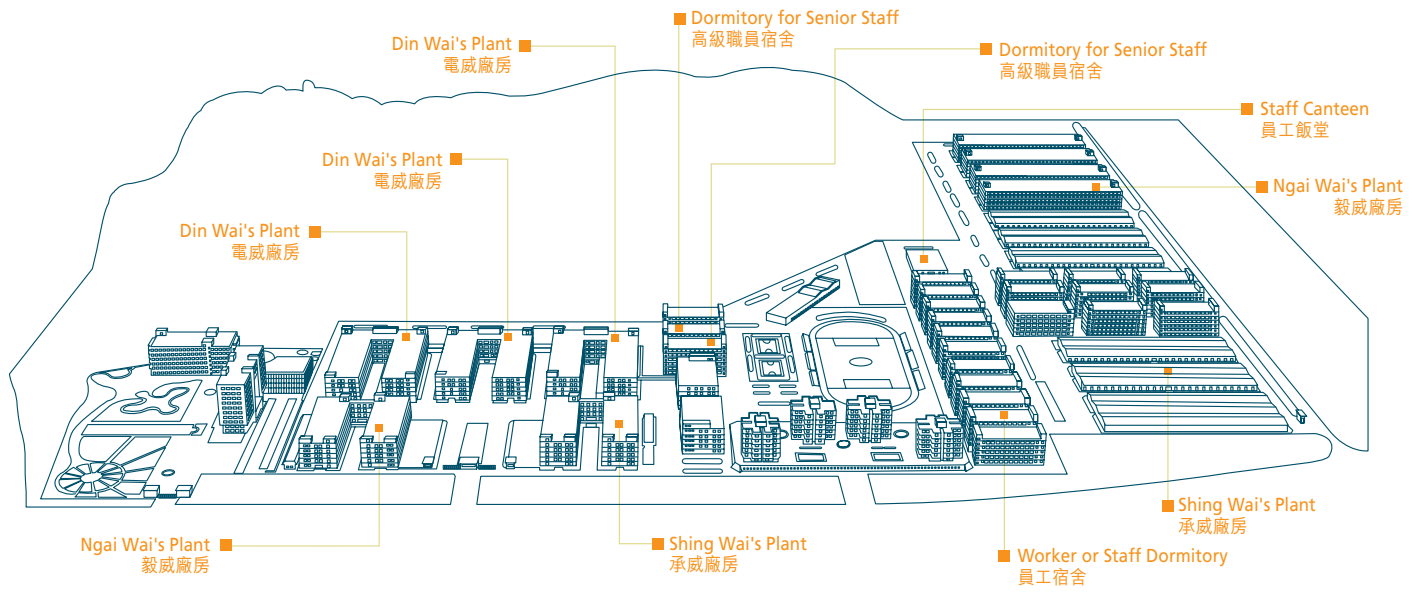 Dormitory for Senior Staff
高級職員宿舍
Din Wai's Plant
電威廠房
Dormitory for Senior Staff
高級職員宿舍
Staff Canteen
員工飯堂
Din Wai's Plant
電威廠房
Ngai Wai's Plant
毅威廠房
Din Wai's Plant
電威廠房
Shing Wai's Plant
承威廠房
Ngai Wai's Plant
毅威廠房
Shing Wai's Plant
承威廠房
Worker or Staff Dormitory
員工宿舍